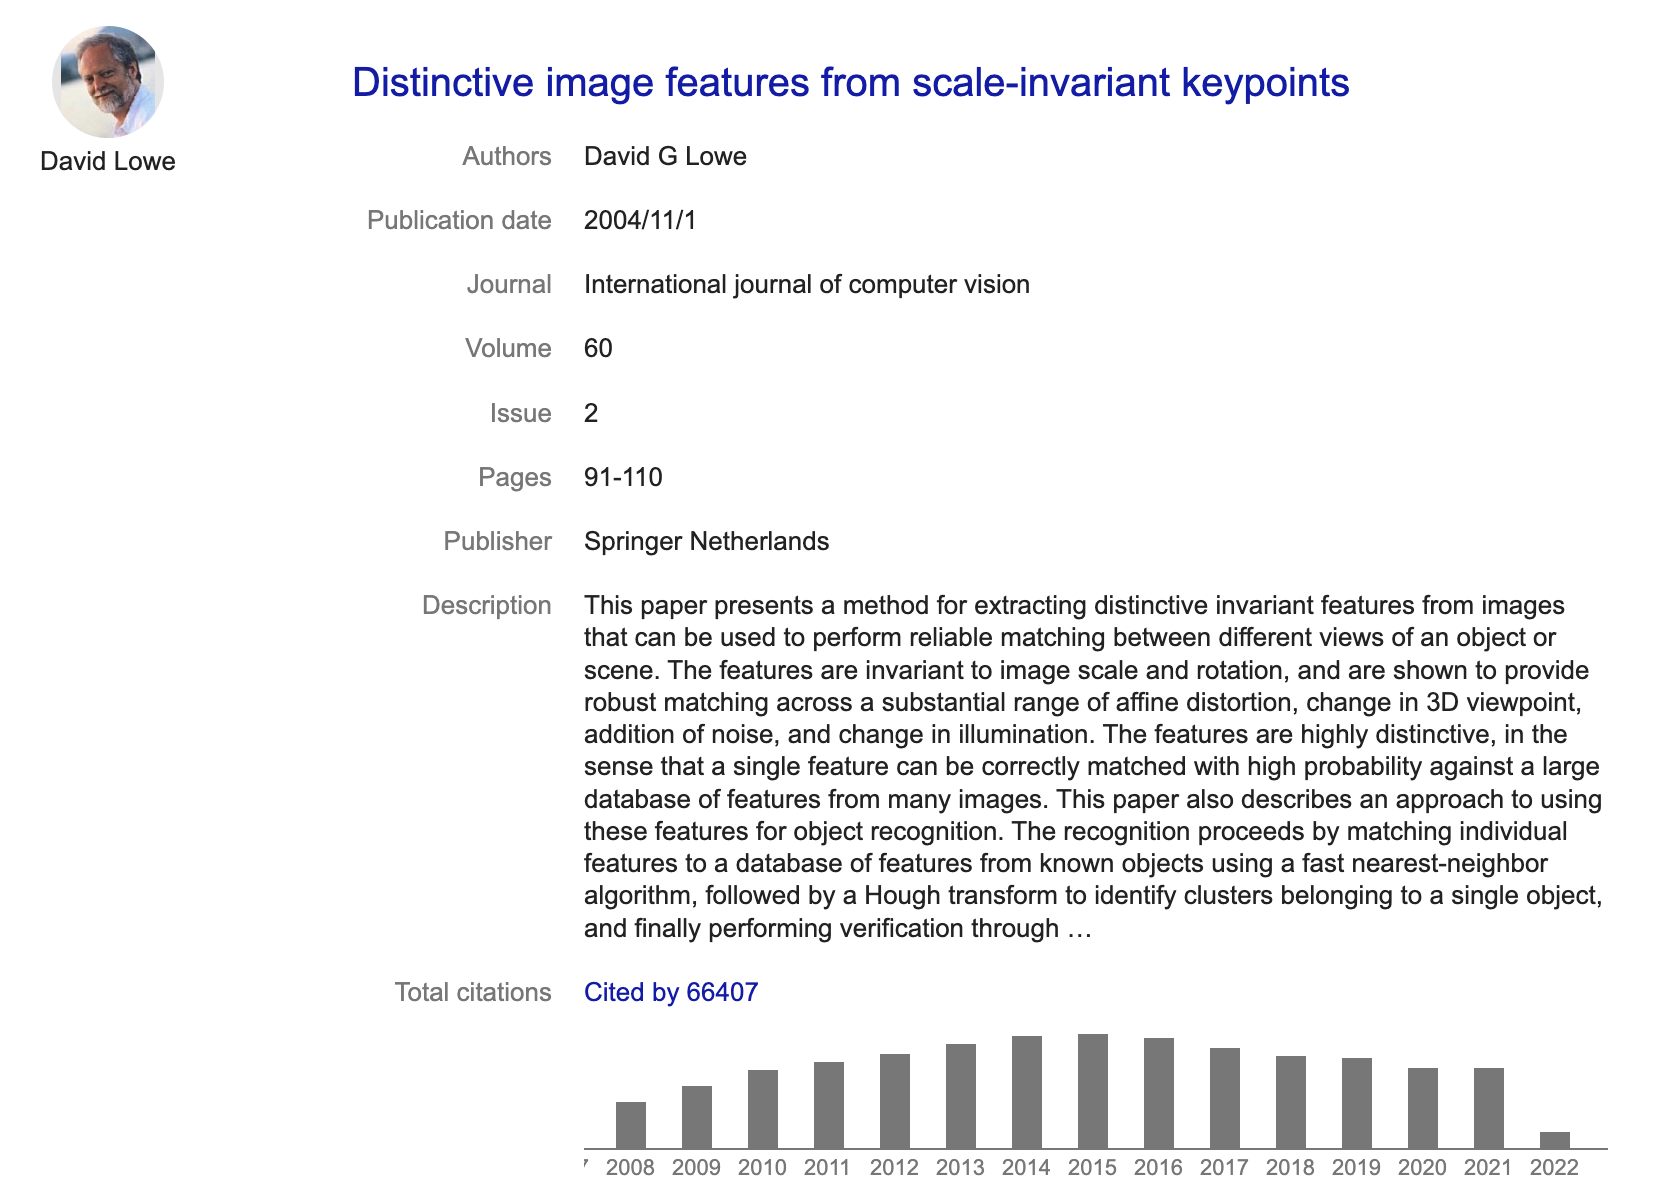 David Lowe
Distinctive image features from scale-invariant keypoints
Authors David G Lowe
Publication date 2004/11/1
Journal International journal of computer vision
Volume 60
Issue 2
Pages 91-110
Publisher Springer Netherlands
Description This paper presents a method for extracting distinctive invariant features from images
that can be used to perform reliable matching between different views of an object or
scene. The features are invariant to image scale and rotation, and are shown to provide
robust matching across a substantial range of affine distortion, change in 3D viewpoint,
addition of noise, and change in illumination. The features are highly distinctive, in the
sense that a single feature can be correctly matched with high probability against a large
database of features from many images. This paper also describes an approach to using
these features for object recognition. The recognition proceeds by matching individual
features to a database of features from known objects using a fast nearest-neighbor
algorithm, followed by a Hough transform to identify clusters belonging to a single object,
and finally performing verification through …
Total citations Cited by 66407
2008 2009 2010 2011 2012 2013 2014 2015 2016 2017 2018 2019 2020 2021 2022